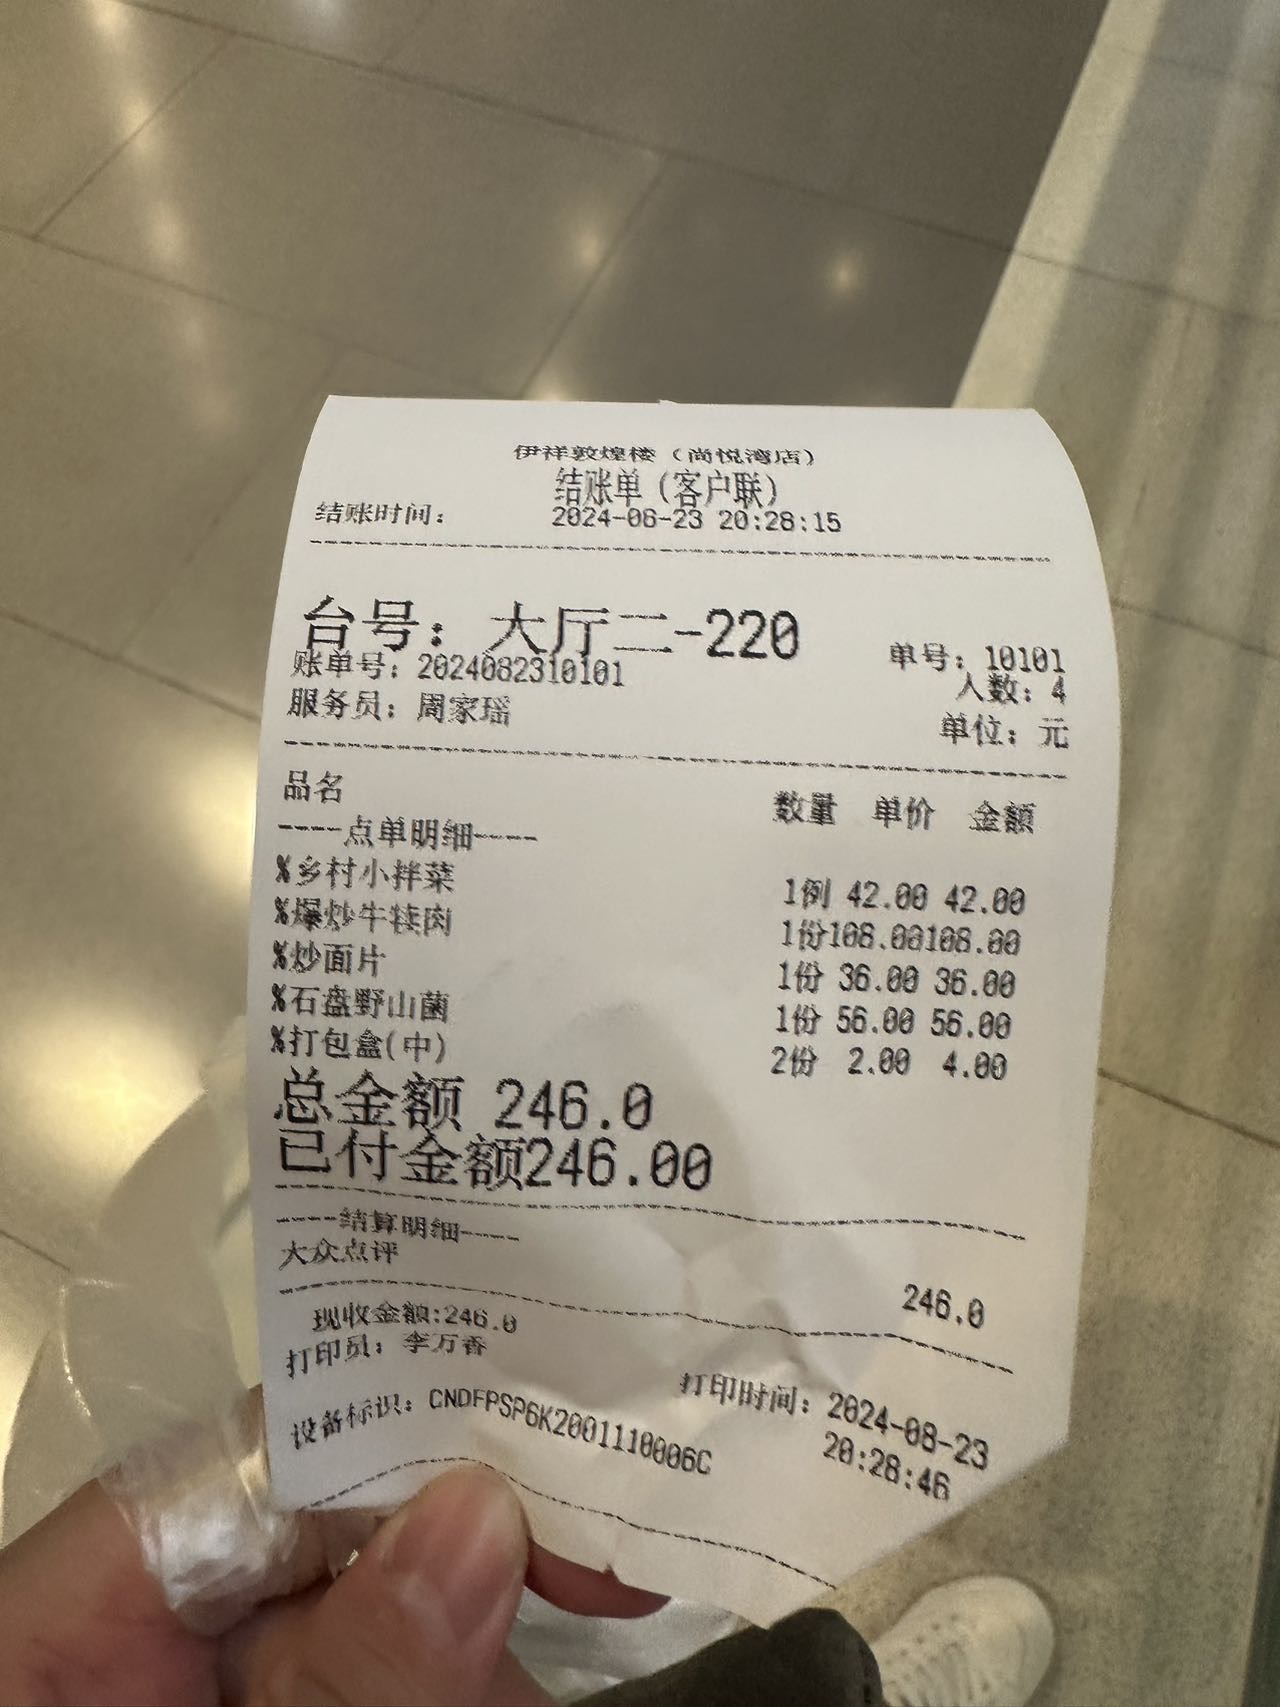 伊祥敦煌楼（尚悦湾店）
结账单（客户联）
结账时间： 2024-08-23 20:28:15
台号：大厅二-220
单号：10101
账单号：2024082310101
人数：4
服务员：周家瑶
单位：元
品名 数量 单价 金额
----点单明细----
%乡村小拌菜 1例 42.00 42.00
%爆炒牛犊肉 1份108.00108.00
%炒面片 1份 36.00 36.00
%石盘野山菌 1份 56.00 56.00
%打包盒(中) 2份 2.00 4.00
总金额 246.0
已付金额246.00
----结算明细----
大众点评 246.0
现收金额:246.0
打印员：李万香
打印时间：2024-08-23
20:28:46
设备标识：CNDFPSP6K2001110006C